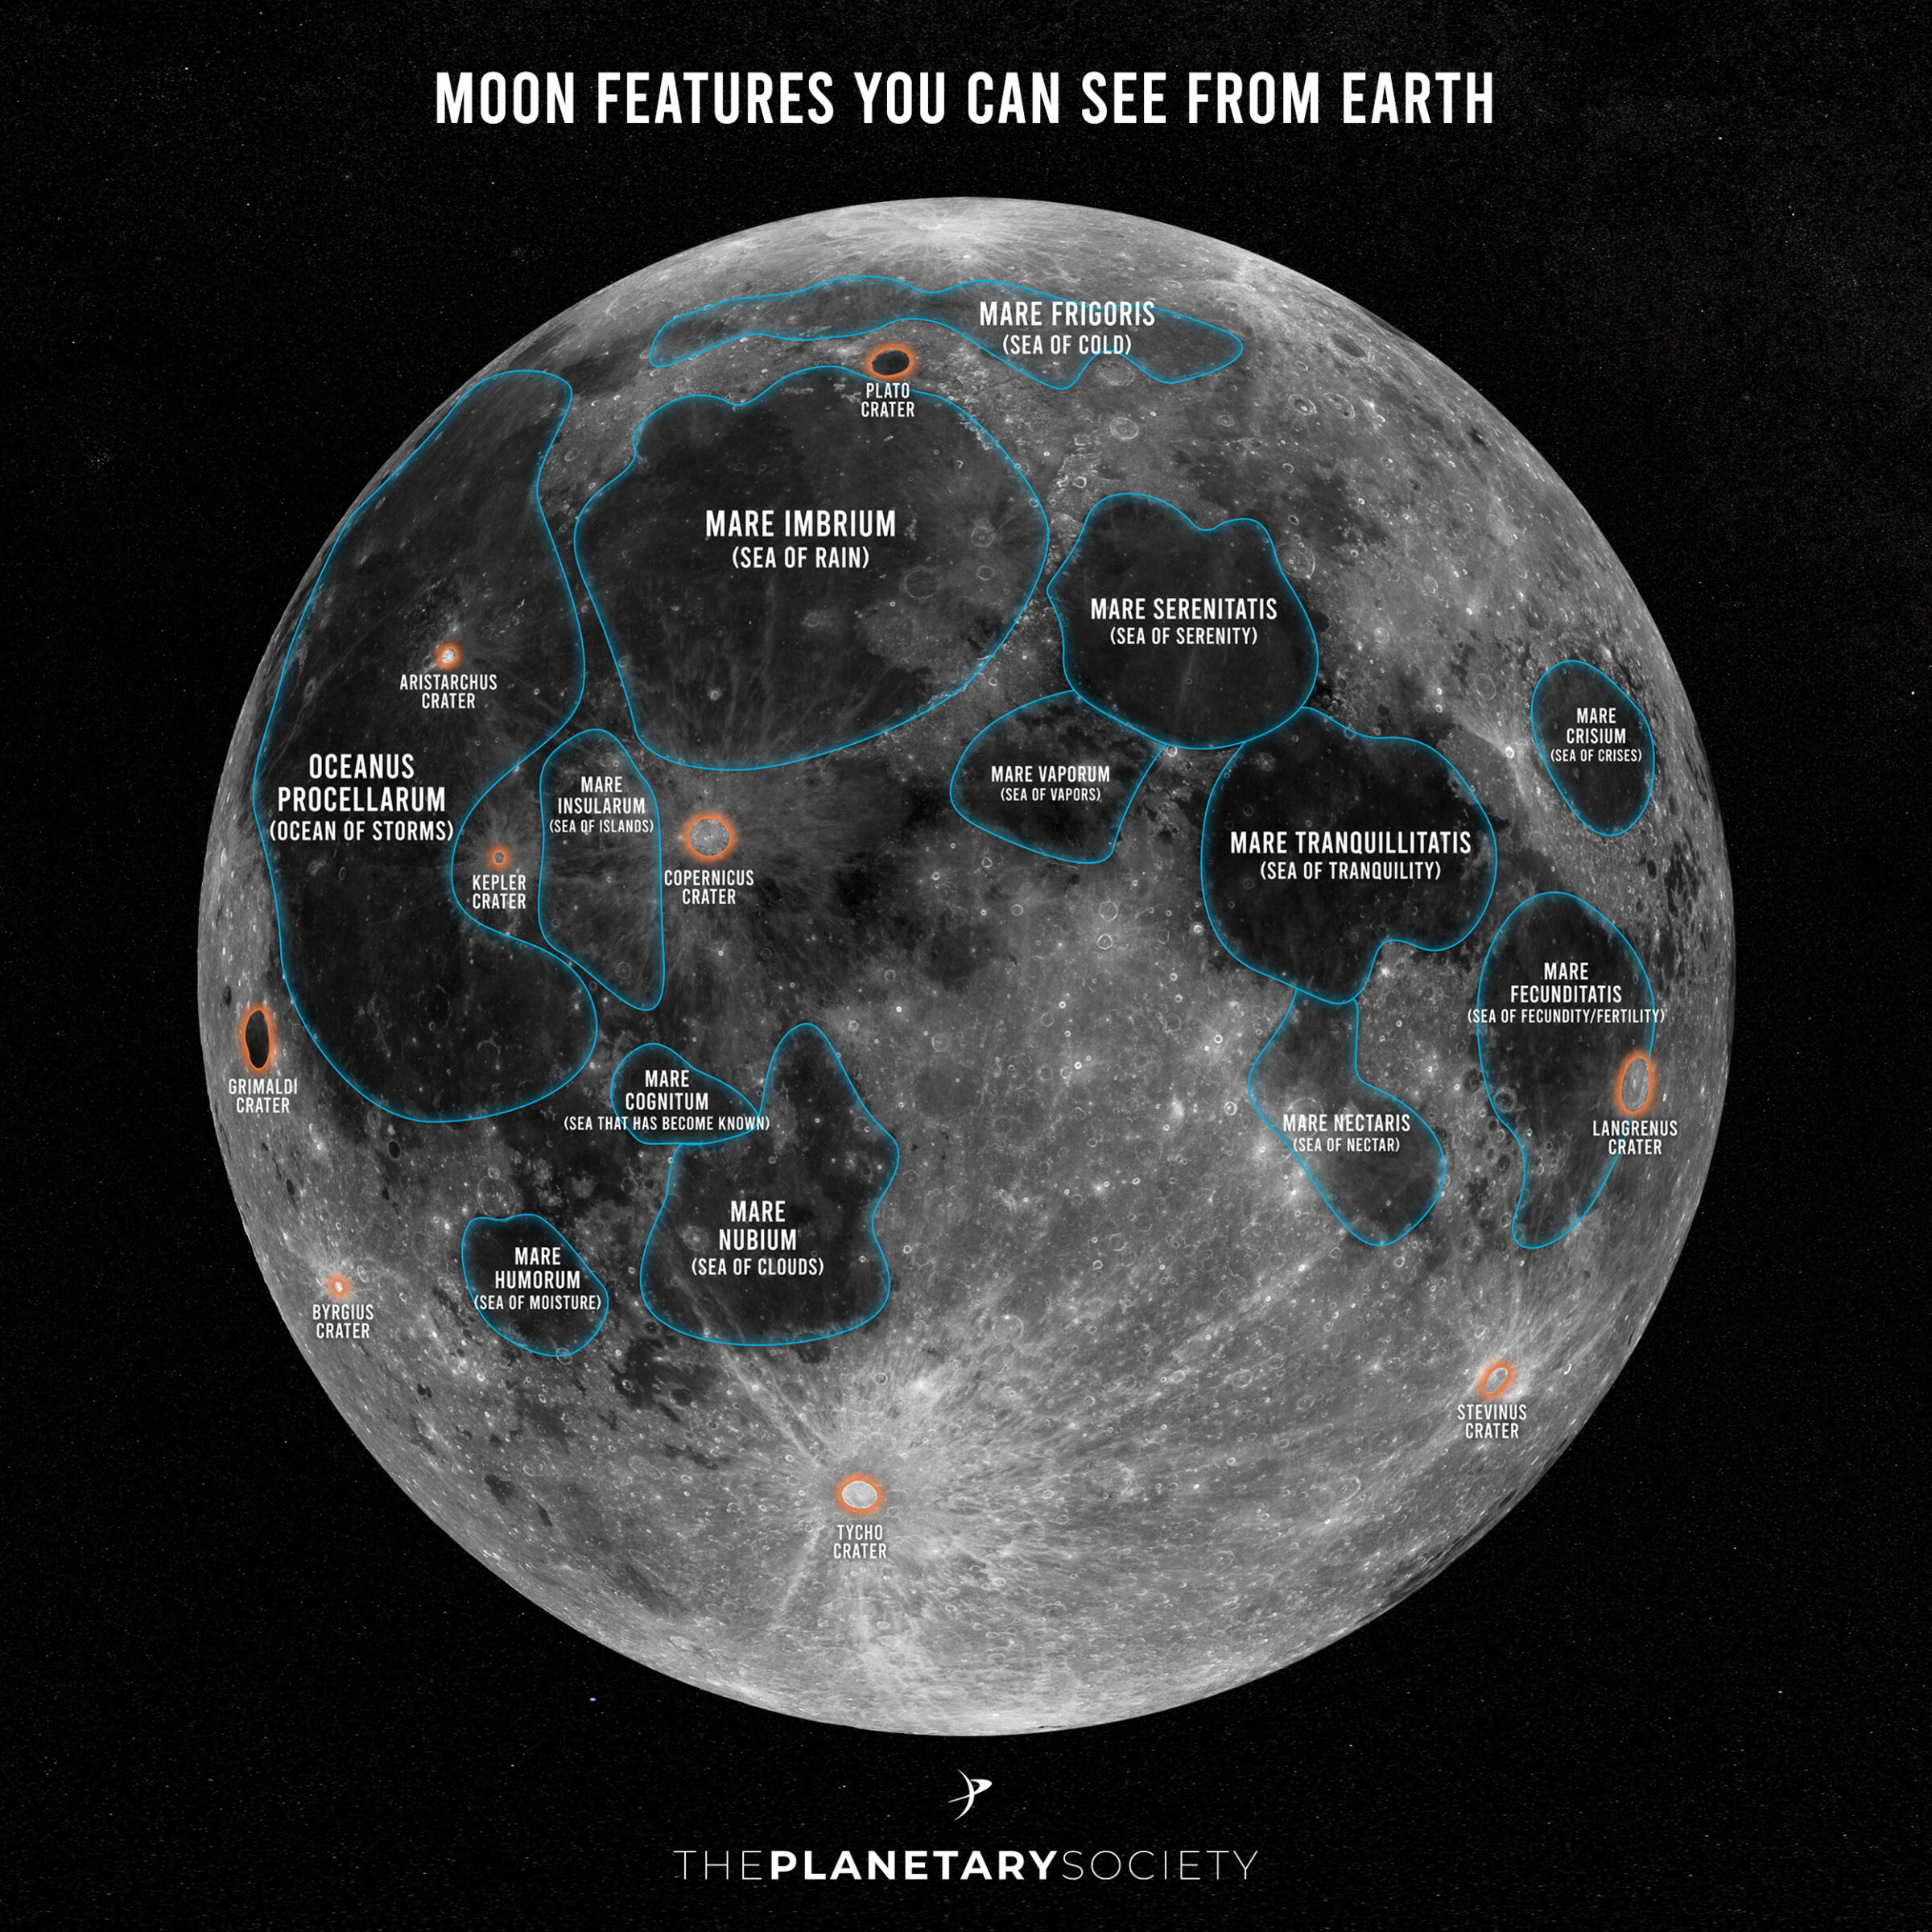 MOON FEATURES YOU CAN SEE FROM EARTH
MARE FRIGORIS
(SEA OF COLD)
PLATO
CRATER
MARE IMBRIUM
(SEA OF RAIN)
MARE SERENITATIS
(SEA OF SERENITY)
ARISTARCHUS
CRATER
MARE
CRISIUM
(SEA OF CRISES)
OCEANUS
PROCELLARUM
(OCEAN OF STORMS)
MARE
INSULARUM
(SEA OF ISLANDS)
MARE VAPORUM
(SEA OF VAPORS)
MARE TRANQUILLITATIS
(SEA OF TRANQUILITY)
KEPLER
CRATER
COPERNICUS
CRATER
MARE
FECUNDITATIS
(SEA OF FECUNDITY/FERTILITY)
GRIMALDI
CRATER
MARE
COGNITUM
(SEA THAT HAS BECOME KNOWN)
MARE NECTARIS
(SEA OF NECTAR)
LANGRENUS
CRATER
MARE
NUBIUM
(SEA OF CLOUDS)
MARE
HUMORUM
(SEA OF MOISTURE)
BYRGIUS
CRATER
STEVINUS
CRATER
TYCHO
CRATER
THEPLANETARYSOCIETY